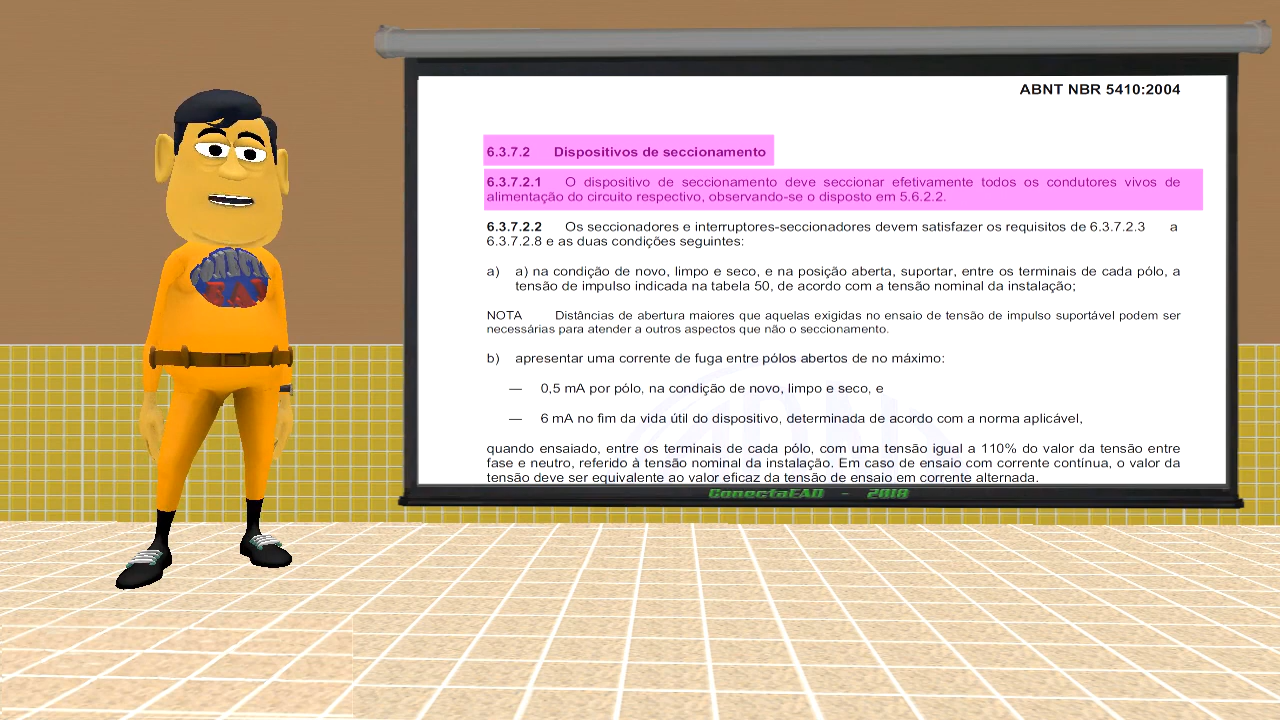 ABNT NBR 5410:2004
6.3.7.2 Dispositivos de seccionamento
6.3.7.2.1 O dispositivo de seccionamento deve seccionar efetivamente todos os condutores vivos de
alimentação do circuito respectivo, observando-se o disposto em 5.6.2.2.
6.3.7.2.2 Os seccionadores e interruptores-seccionadores devem satisfazer os requisitos de 6.3.7.2.3 a
6.3.7.2.8 e as duas condições seguintes:
a) a) na condição de novo, limpo e seco, e na posição aberta, suportar, entre os terminais de cada pólo, a
tensão de impulso indicada na tabela 50, de acordo com a tensão nominal da instalação;
NOTA Distâncias de abertura maiores que aquelas exigidas no ensaio de tensão de impulso suportável podem ser
necessárias para atender a outros aspectos que não o seccionamento.
b) apresentar uma corrente de fuga entre pólos abertos de no máximo:
— 0,5 mA por pólo, na condição de novo, limpo e seco, e
— 6 mA no fim da vida útil do dispositivo, determinada de acordo com a norma aplicável,
quando ensaiado, entre os terminais de cada pólo, com uma tensão igual a 110% do valor da tensão entre
fase e neutro, referido à tensão nominal da instalação. Em caso de ensaio com corrente contínua, o valor da
tensão deve ser equivalente ao valor eficaz da tensão de ensaio em corrente alternada.
ConectaEAD - 2018